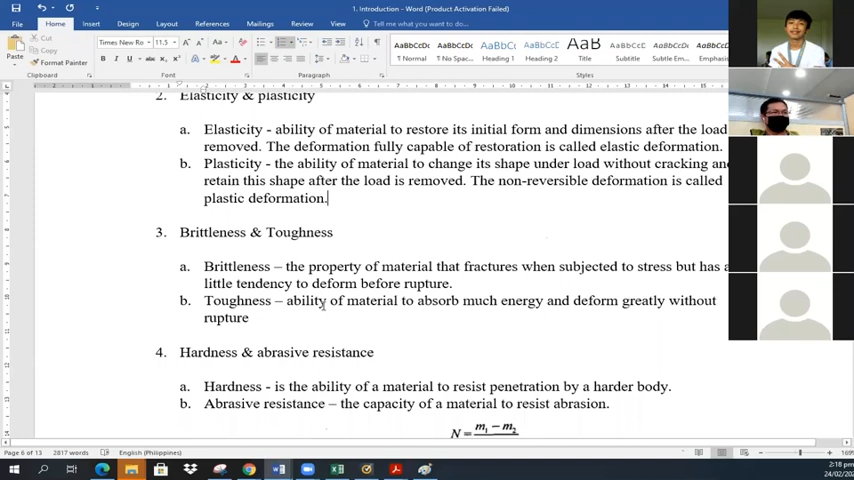 1. Introduction - Word (Product Activation Failed)
File Home Insert Design Layout References Mailings Review View Tell me what you want to do...
Cut
Copy
Paste
Format Painter
Times New Ro 11.5
AaBbCcDc AaBbCcDc AaBbCc AaBbCcC AaB AaBbCcC AaBbCcDc AaBbCcDc
¶ Normal ¶ No Spac... Heading 1 Heading 2 Title Subtitle Subtle Em... Emphasis
Clipboard Font Paragraph Styles
2. Elasticity & plasticity
a. Elasticity - ability of material to restore its initial form and dimensions after the load
removed. The deformation fully capable of restoration is called elastic deformation.
b. Plasticity - the ability of material to change its shape under load without cracking and
retain this shape after the load is removed. The non-reversible deformation is called
plastic deformation.
3. Brittleness & Toughness
a. Brittleness – the property of material that fractures when subjected to stress but has a
little tendency to deform before rupture.
b. Toughness – ability of material to absorb much energy and deform greatly without
rupture
4. Hardness & abrasive resistance
a. Hardness - is the ability of a material to resist penetration by a harder body.
b. Abrasive resistance – the capacity of a material to resist abrasion.
N = m₁ − m₂
Page 6 of 13 2817 words English (Philippines)
169%
2:18 pm
24/02/202